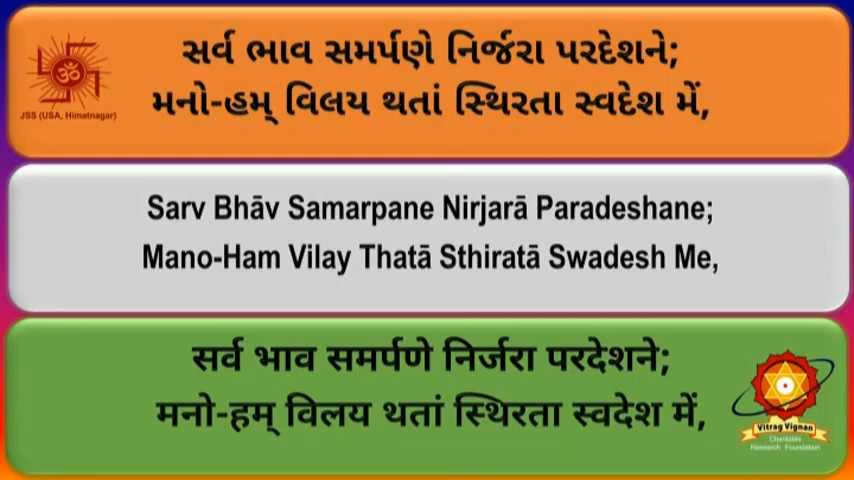 સર્વ ભાવ સમર્પણે નિર્જરા પરદેશને;
મનો-હમ્ વિલય થતાં સ્થિરતા સ્વદેશ મેં,
JSS (USA, Himatnagar)
Sarv Bhāv Samarpane Nirjarā Paradeshane;
Mano-Ham Vilay Thatā Sthiratā Swadesh Me,
सर्व भाव समर्पणे निर्जरा परदेशने;
मनो-हम् विलय थतां स्थिरता स्वदेश में,
Vitrag Vignan
Charitable
Research Foundation